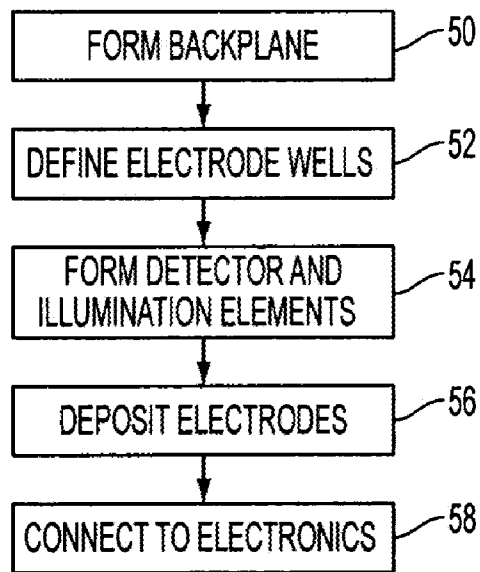 FORM BACKPLANE
50
DEFINE ELECTRODE WELLS
52
FORM DETECTOR AND
ILLUMINATION ELEMENTS
54
DEPOSIT ELECTRODES
56
CONNECT TO ELECTRONICS
58